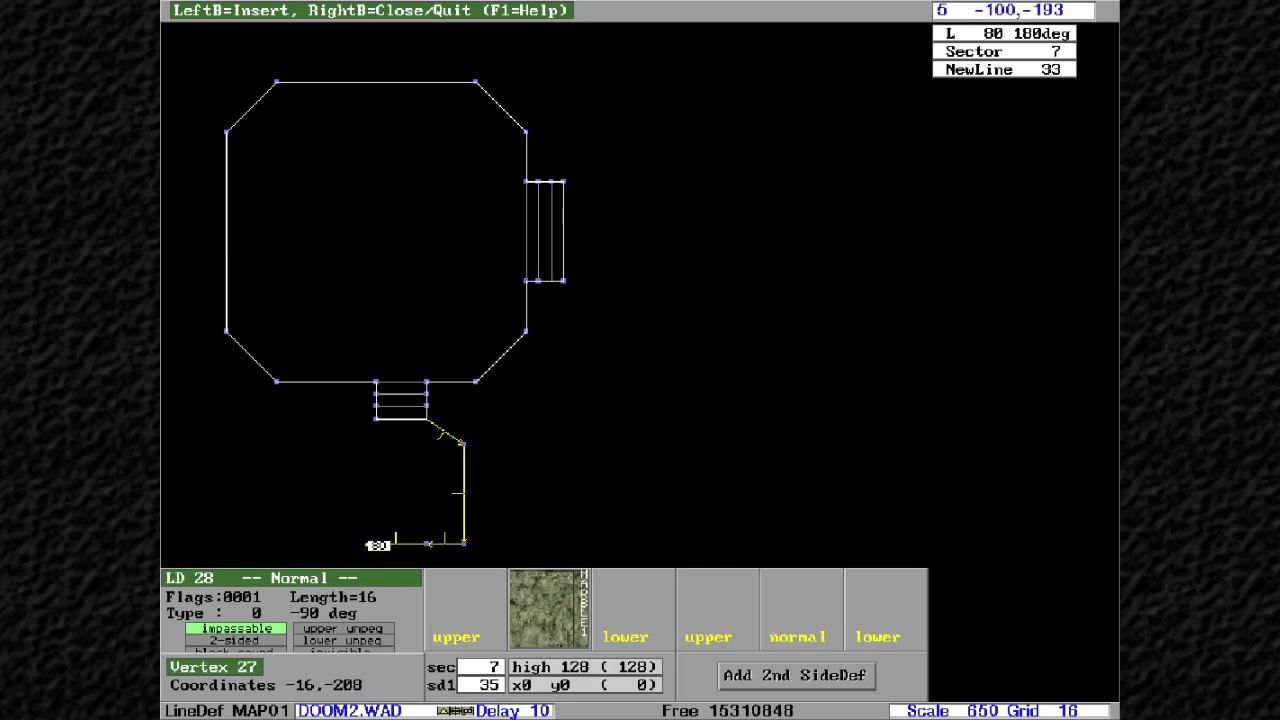 LeftB=Insert, RightB=Close/Quit (F1=Help)
5 -100,-193
L 80 180deg
Sector 7
NewLine 33
80
LD 28 -- Normal --
Flags:0001 Length=16
Type : 0 -90 deg
impassable upper unpeg
2-sided lower unpeg
upper MARBLE1 lower upper normal lower
Vertex 27
Coordinates -16,-208
sec 7 high 128 ( 128)
sd1 35 x0 y0 ( 0)
Add 2nd SideDef
LineDef MAP01 DOOM2.WAD Delay 10 Free 15310848 Scale 650 Grid 16